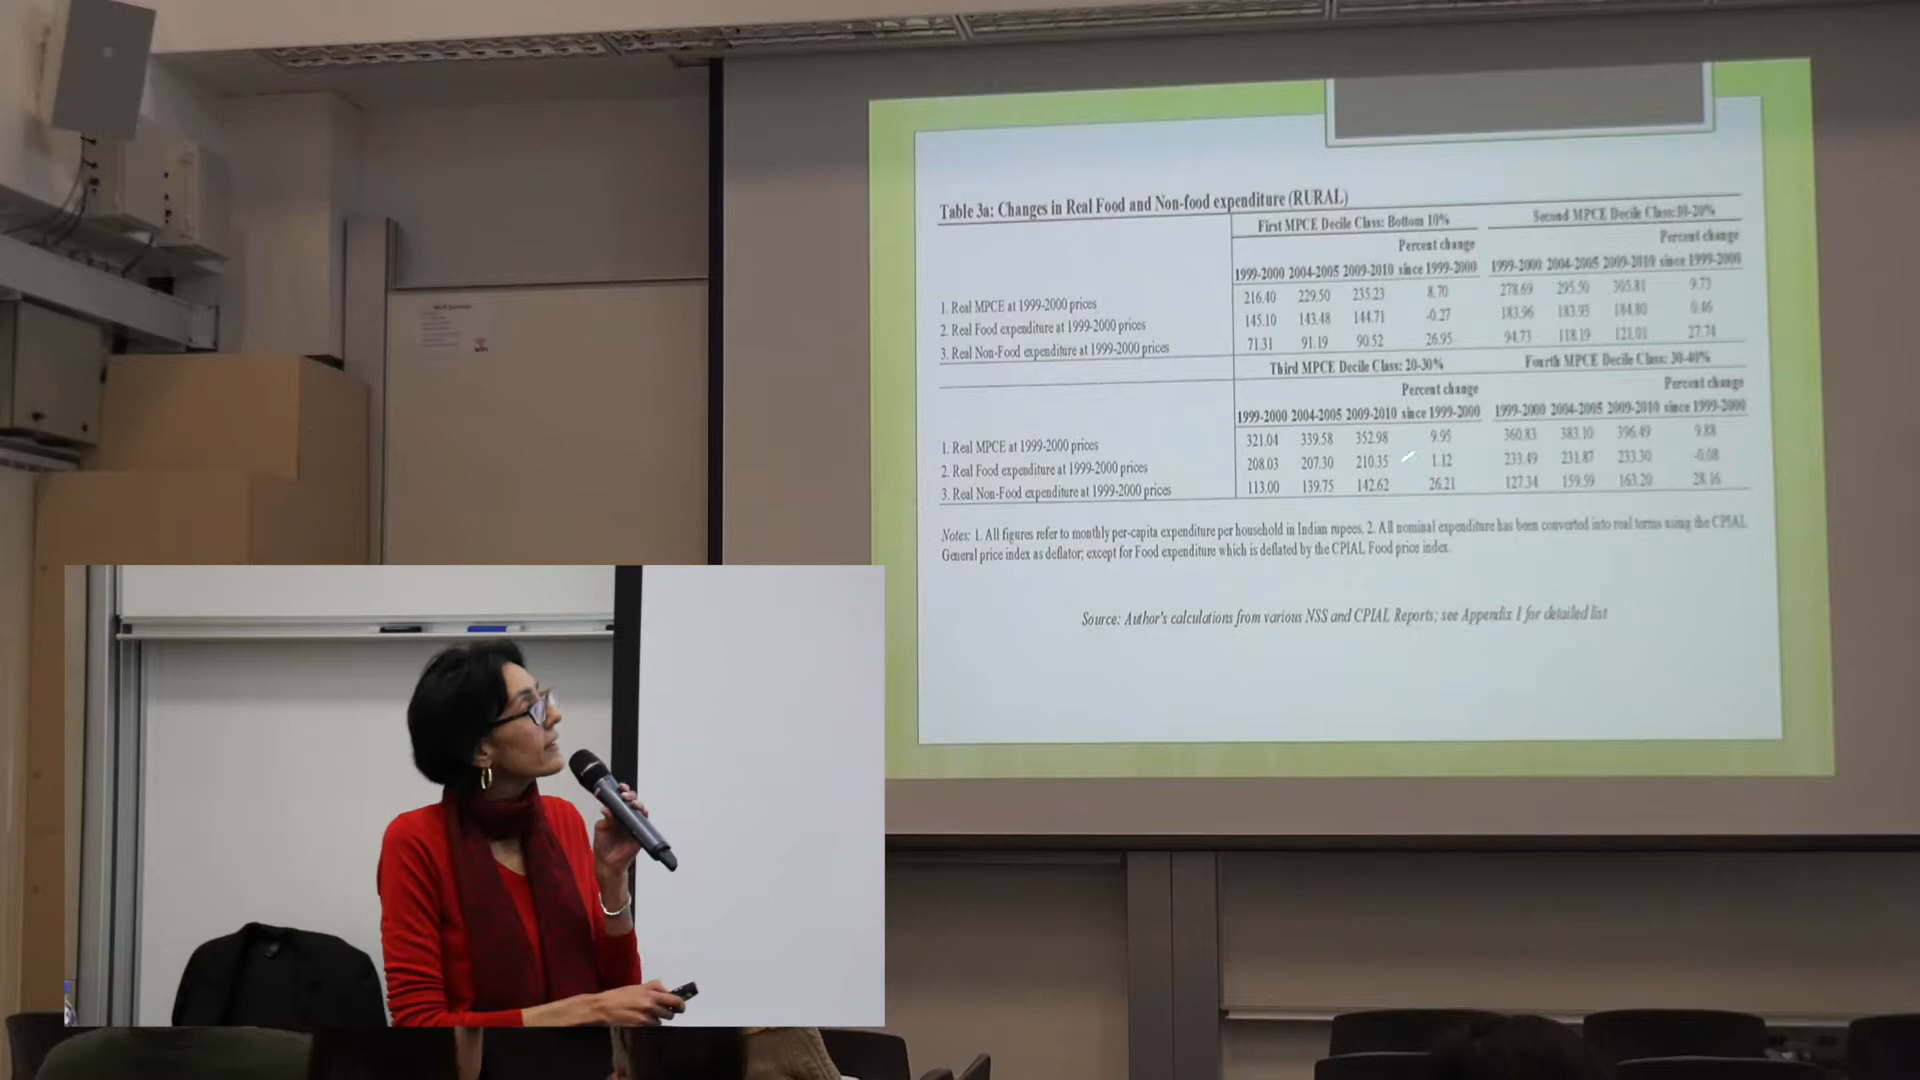 Table 3a: Changes in Real Food and Non-food expenditure (RURAL)
First MPCE Decile Class: Bottom 10% Second MPCE Decile Class:10-20%
Percent change Percent change
1999-2000 2004-2005 2009-2010 since 1999-2000 1999-2000 2004-2005 2009-2010 since 1999-2000
1. Real MPCE at 1999-2000 prices 216.40 229.50 235.23 8.70 278.69 295.50 305.81 9.73
2. Real Food expenditure at 1999-2000 prices 145.10 143.48 144.71 -0.27 183.96 183.93 184.80 0.46
3. Real Non-Food expenditure at 1999-2000 prices 71.31 91.19 90.52 26.95 94.73 118.19 121.01 27.74
Third MPCE Decile Class: 20-30% Fourth MPCE Decile Class: 30-40%
Percent change Percent change
1999-2000 2004-2005 2009-2010 since 1999-2000 1999-2000 2004-2005 2009-2010 since 1999-2000
1. Real MPCE at 1999-2000 prices 321.04 339.58 352.98 9.95 360.83 383.10 396.49 9.88
2. Real Food expenditure at 1999-2000 prices 208.03 207.30 210.35 1.12 233.49 231.87 233.30 -0.08
3. Real Non-Food expenditure at 1999-2000 prices 113.00 139.75 142.62 26.21 127.34 159.59 163.20 28.16
Notes: 1. All figures refer to monthly per-capita expenditure per household in Indian rupees. 2. All nominal expenditure has been converted into real terms using the CPIAL
General price index as deflator; except for Food expenditure which is deflated by the CPIAL Food price index.
Source: Author's calculations from various NSS and CPIAL Reports; see Appendix 1 for detailed list